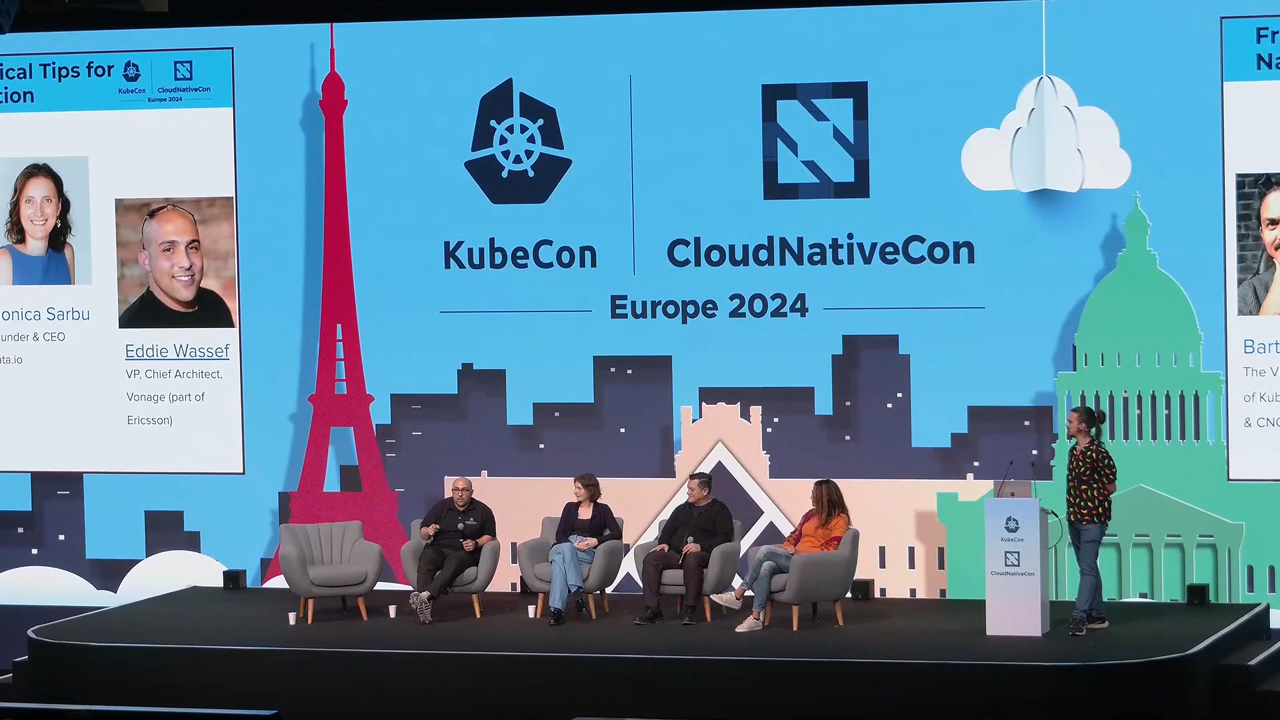 ical Tips for
tion
KubeCon
CloudNativeCon
Europe 2024
onica Sarbu
under & CEO
ata.io
Eddie Wassef
VP, Chief Architect,
Vonage (part of
Ericsson)
KubeCon
CloudNativeCon
Europe 2024
Fr
Na
Bart
The V
of Kub
& CNC
KubeCon
CloudNativeCon